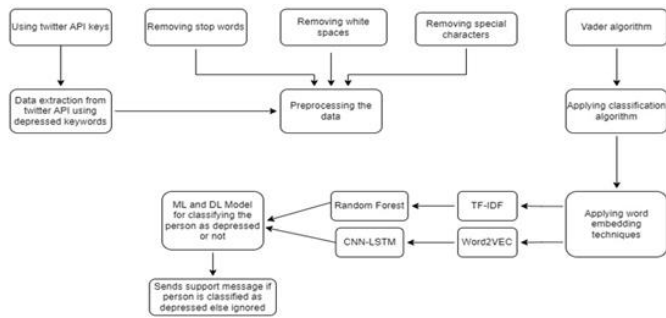 Using twitter API keys
Removing stop words
Removing white
spaces
Removing special
characters
Vader algorithm
Data extraction from
twitter API using
depressed keywords
Preprocessing the
data
Applying classification
algorithm
ML and DL Model
for classifying the
person as depressed
or not
Random Forest
TF-IDF
Applying word
embedding
techniques
CNN-LSTM
Word2VEC
Sends support message if
person is classified as
depressed else ignored